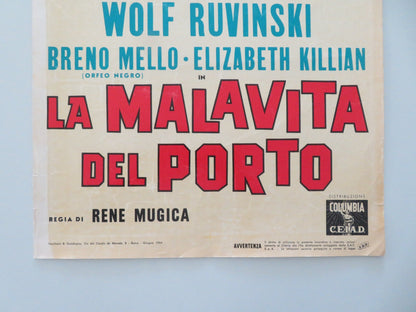 WOLF RUVINSKI
BRENO MELLO · ELIZABETH KILLIAN
(ORFEO NEGRO)
IN
LA MALAVITA
DEL PORTO
REGIA DI RENE MUGICA
DISTRIBUZIONE
COLUMBIA
C.E.I.A.D.
AVVERTENZA